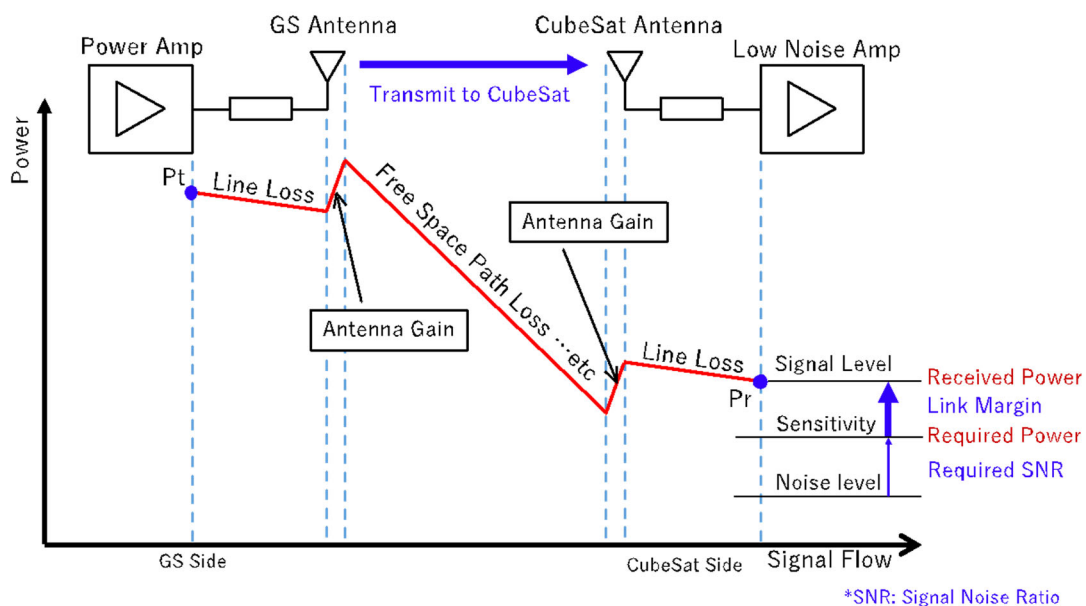 GS Antenna
CubeSat Antenna
Power Amp
Low Noise Amp
Transmit to CubeSat
Power
Pt
Line Loss
Free Space Path Loss …etc
Antenna Gain
Antenna Gain
Line Loss
Signal Level
Received Power
Pr
Link Margin
Sensitivity
Required Power
Required SNR
Noise level
GS Side
CubeSat Side
Signal Flow
*SNR: Signal Noise Ratio